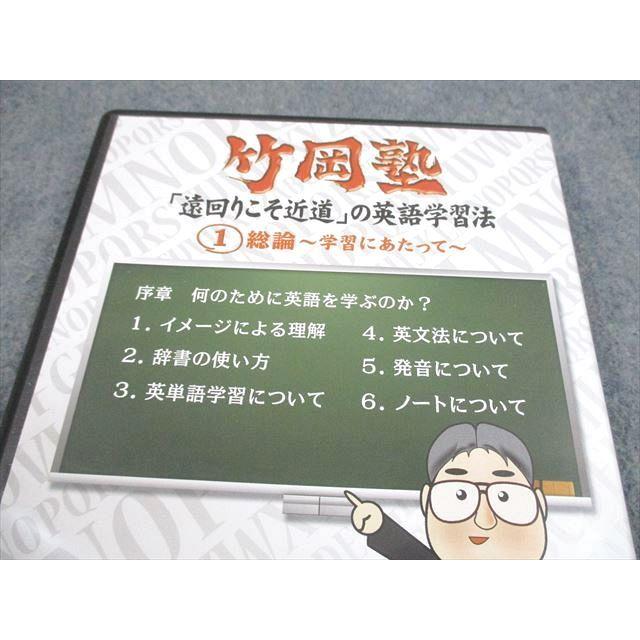 竹岡塾
「遠回りこそ近道」の英語学習法
①総論～学習にあたって～
序章　何のために英語を学ぶのか？
1. イメージによる理解
2. 辞書の使い方
3. 英単語学習について
4. 英文法について
5. 発音について
6. ノートについて